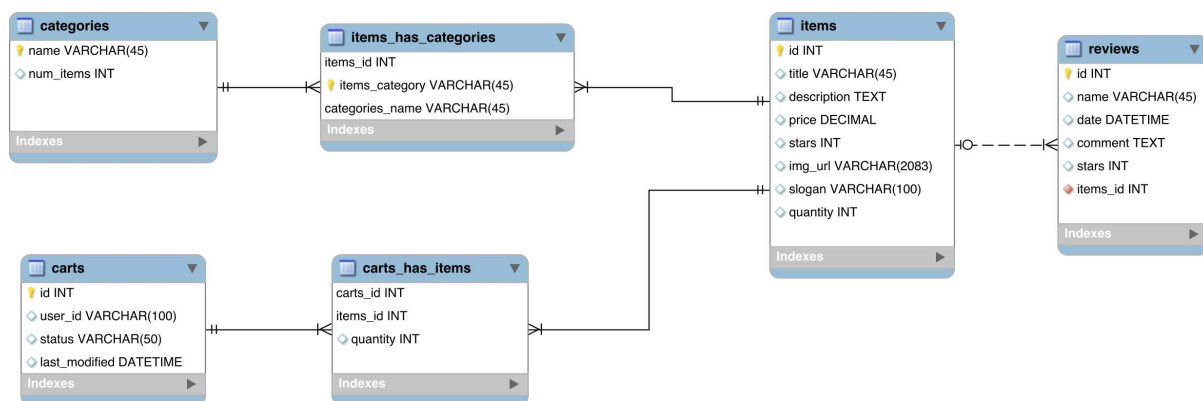 categories
name VARCHAR(45)
num_items INT
Indexes
items_has_categories
items_id INT
items_category VARCHAR(45)
categories_name VARCHAR(45)
Indexes
items
id INT
title VARCHAR(45)
description TEXT
price DECIMAL
stars INT
img_url VARCHAR(2083)
slogan VARCHAR(100)
quantity INT
Indexes
reviews
id INT
name VARCHAR(45)
date DATETIME
comment TEXT
stars INT
items_id INT
Indexes
carts
id INT
user_id VARCHAR(100)
status VARCHAR(50)
last_modified DATETIME
Indexes
carts_has_items
carts_id INT
items_id INT
quantity INT
Indexes